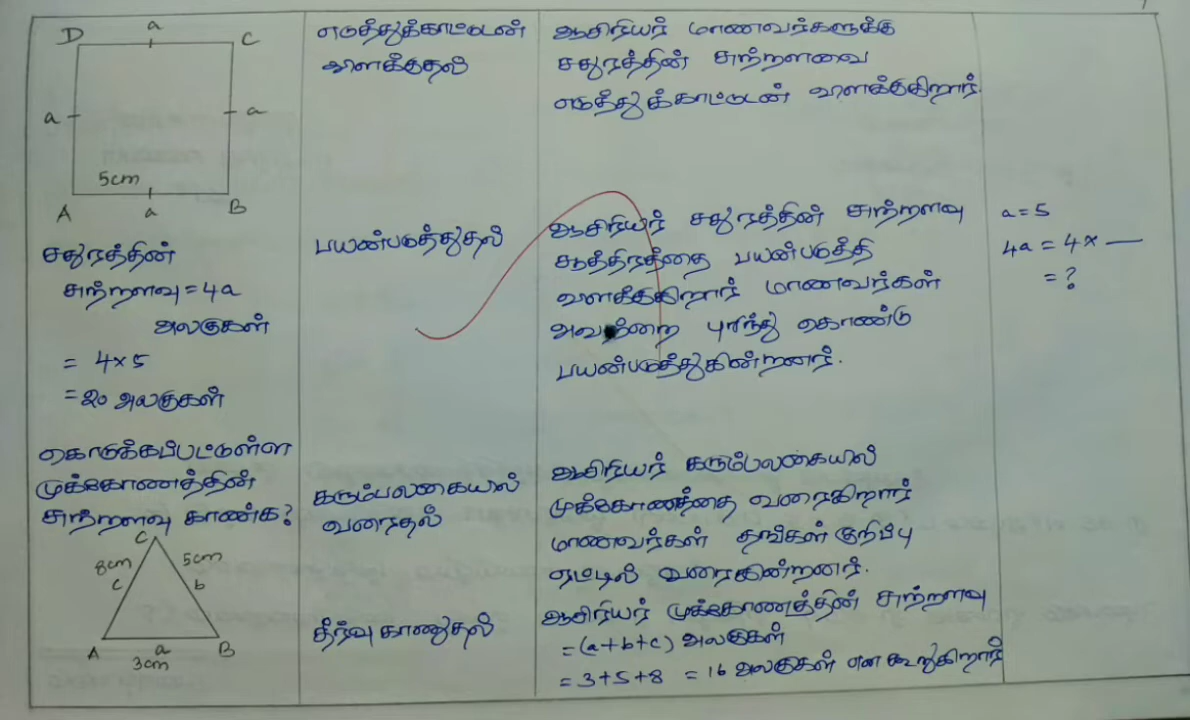 D a C
a a
5cm
A a B
சதுரத்தின்
சுற்றளவு = 4a
அலகுகள்
= 4 x 5
= 20 அலகுகள்
கொடுக்கப்பட்டுள்ள
முக்கோணத்தின்
சுற்றளவு காண்க?
C
8cm 5cm
c b
A a B
3cm
எடுத்துக்காட்டுடன்
விளக்குதல்
பயன்படுத்துதல்
கரும்பலகையில்
வரைதல்
தீர்வு காணுதல்
ஆசிரியர் மாணவர்களுக்கு
சதுரத்தின் சுற்றளவை
எடுத்துக்காட்டுடன் விளக்குகிறார்.
ஆசிரியர் சதுரத்தின் சுற்றளவு
சூத்திரத்தை பயன்படுத்தி
விளக்குகிறார் மாணவர்கள்
அவற்றை புரிந்து கொண்டு
பயன்படுத்துகின்றனர்.
ஆசிரியர் கரும்பலகையில்
முக்கோணத்தை வரைகிறார்
மாணவர்கள் தங்கள் குறிப்பு
ஏட்டில் வரைகின்றனர்.
ஆசிரியர் முக்கோணத்தின் சுற்றளவு
= (a+b+c) அலகுகள்
= 3+5+8 = 16 அலகுகள் என கூறுகிறார்
a = 5
4a = 4 x —
= ?